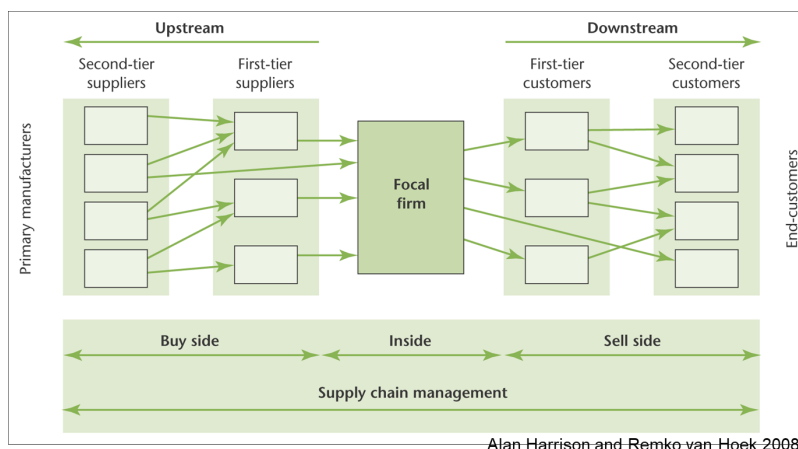 Upstream
Downstream
Second-tier
suppliers
First-tier
suppliers
First-tier
customers
Second-tier
customers
Primary manufacturers
Focal
firm
End-customers
Buy side
Inside
Sell side
Supply chain management
Alan Harrison and Remko van Hoek 2008